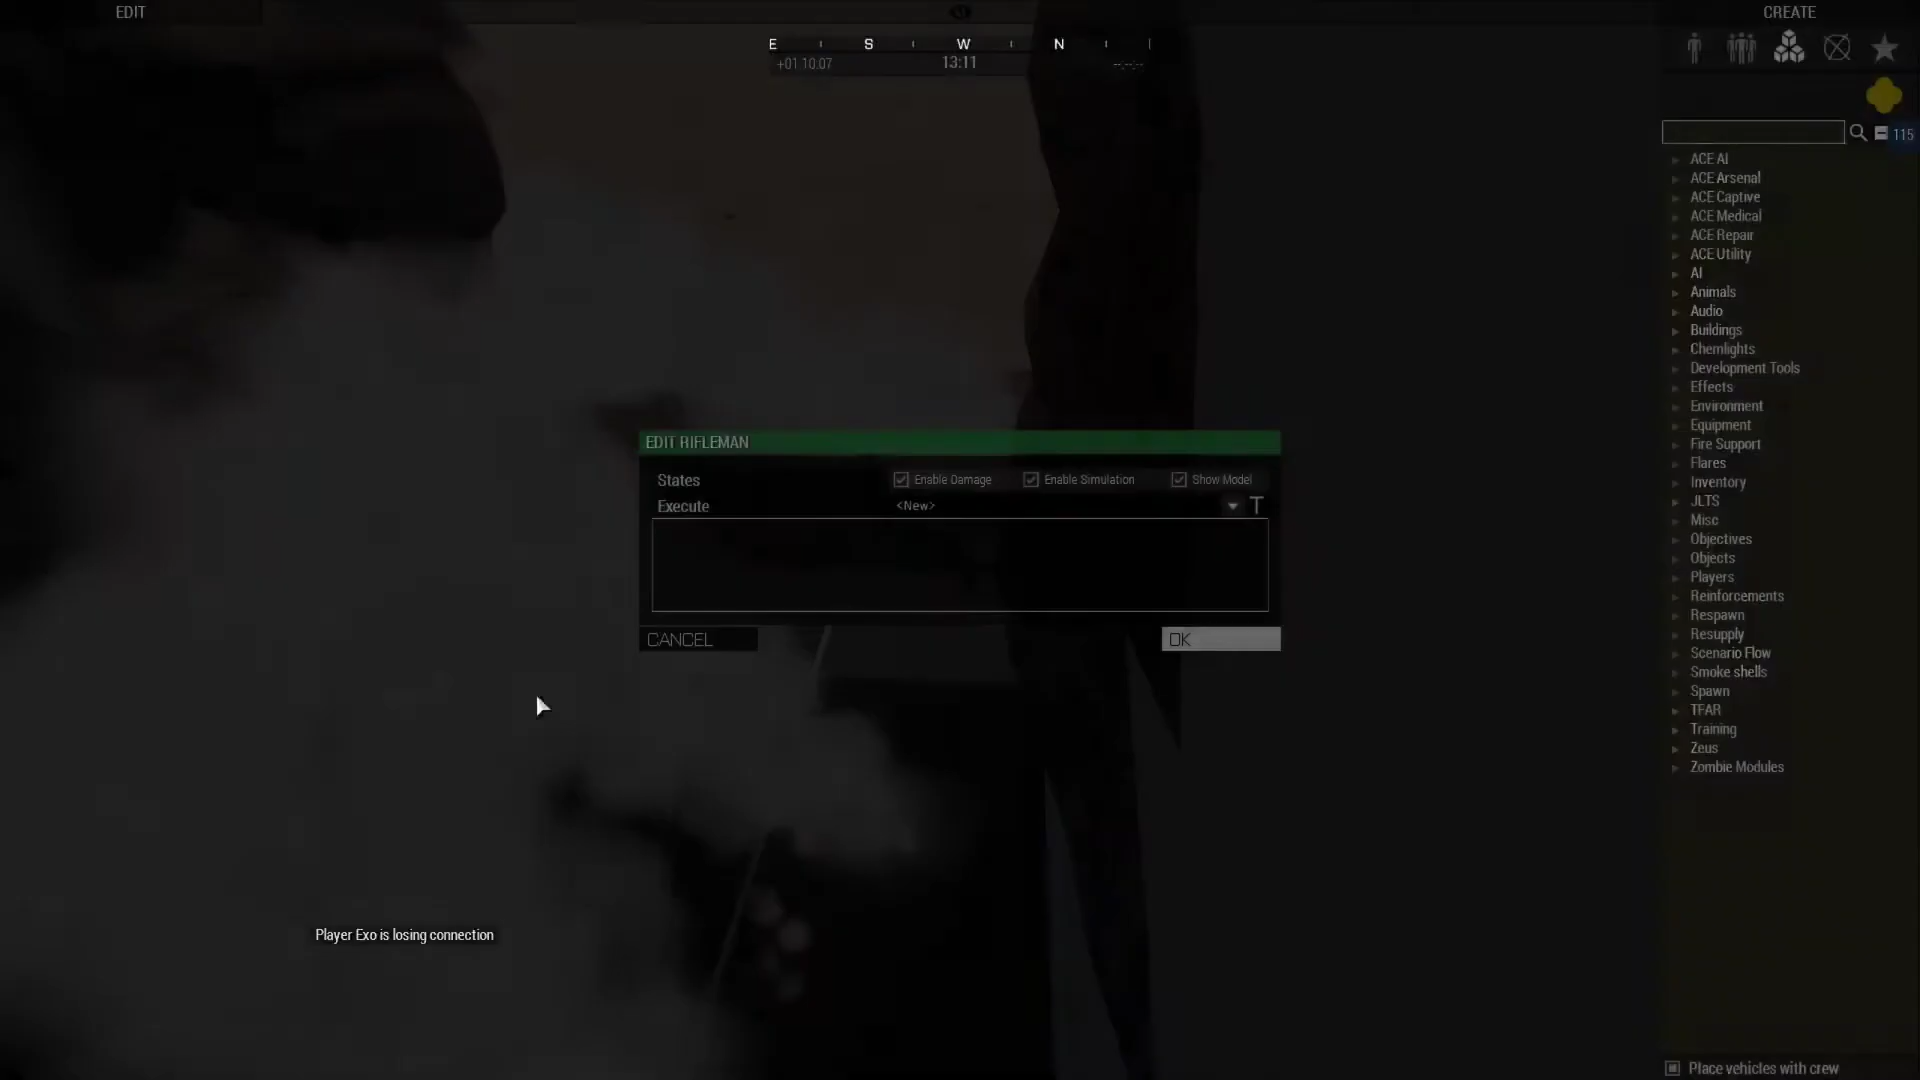 EDIT
CREATE
E S W N
+01 10:07
13:11
115
ACE AI
ACE Arsenal
ACE Captive
ACE Medical
ACE Repair
ACE Utility
AI
Animals
Audio
Buildings
Chemlights
Development Tools
Effects
Environment
Equipment
Fire Support
Flares
Inventory
JLTS
Misc
Objectives
Objects
Players
Reinforcements
Respawn
Resupply
Scenario Flow
Smoke shells
Spawn
TFAR
Training
Zeus
Zombie Modules
EDIT RIFLEMAN
States
Enable Damage
Enable Simulation
Show Model
Execute
<New>
CANCEL
OK
Player Exo is losing connection
Place vehicles with crew